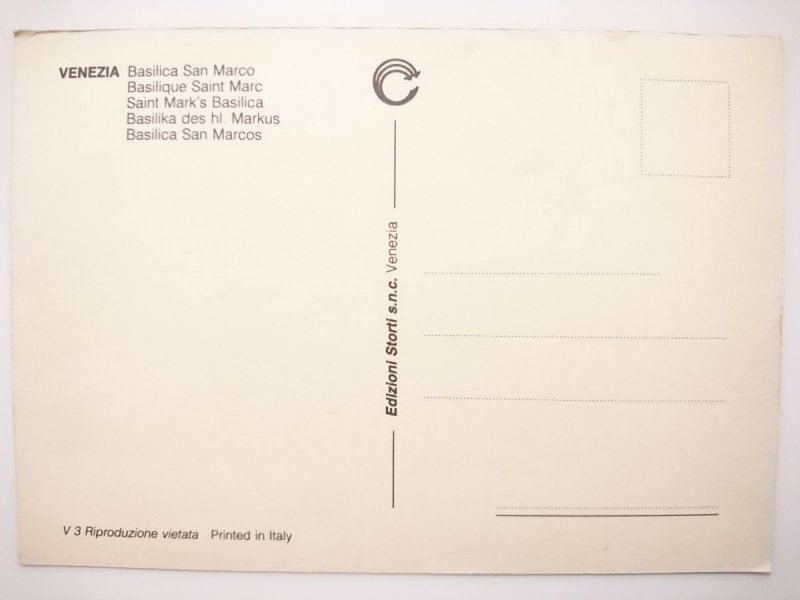 VENEZIA Basilica San Marco
Basilique Saint Marc
Saint Mark's Basilica
Basilika des hl. Markus
Basilica San Marcos
Edizioni Storti s.n.c. Venezia
V 3 Riproduzione vietata Printed in Italy